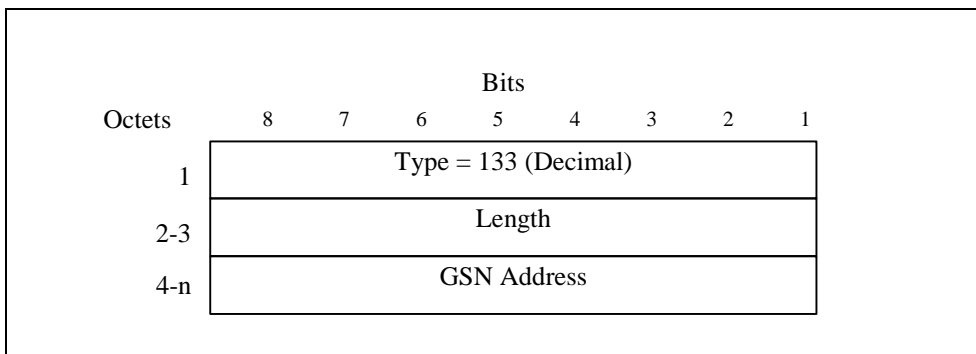 Bits
Octets 8 7 6 5 4 3 2 1
1 Type = 133 (Decimal)
2-3 Length
4-n GSN Address